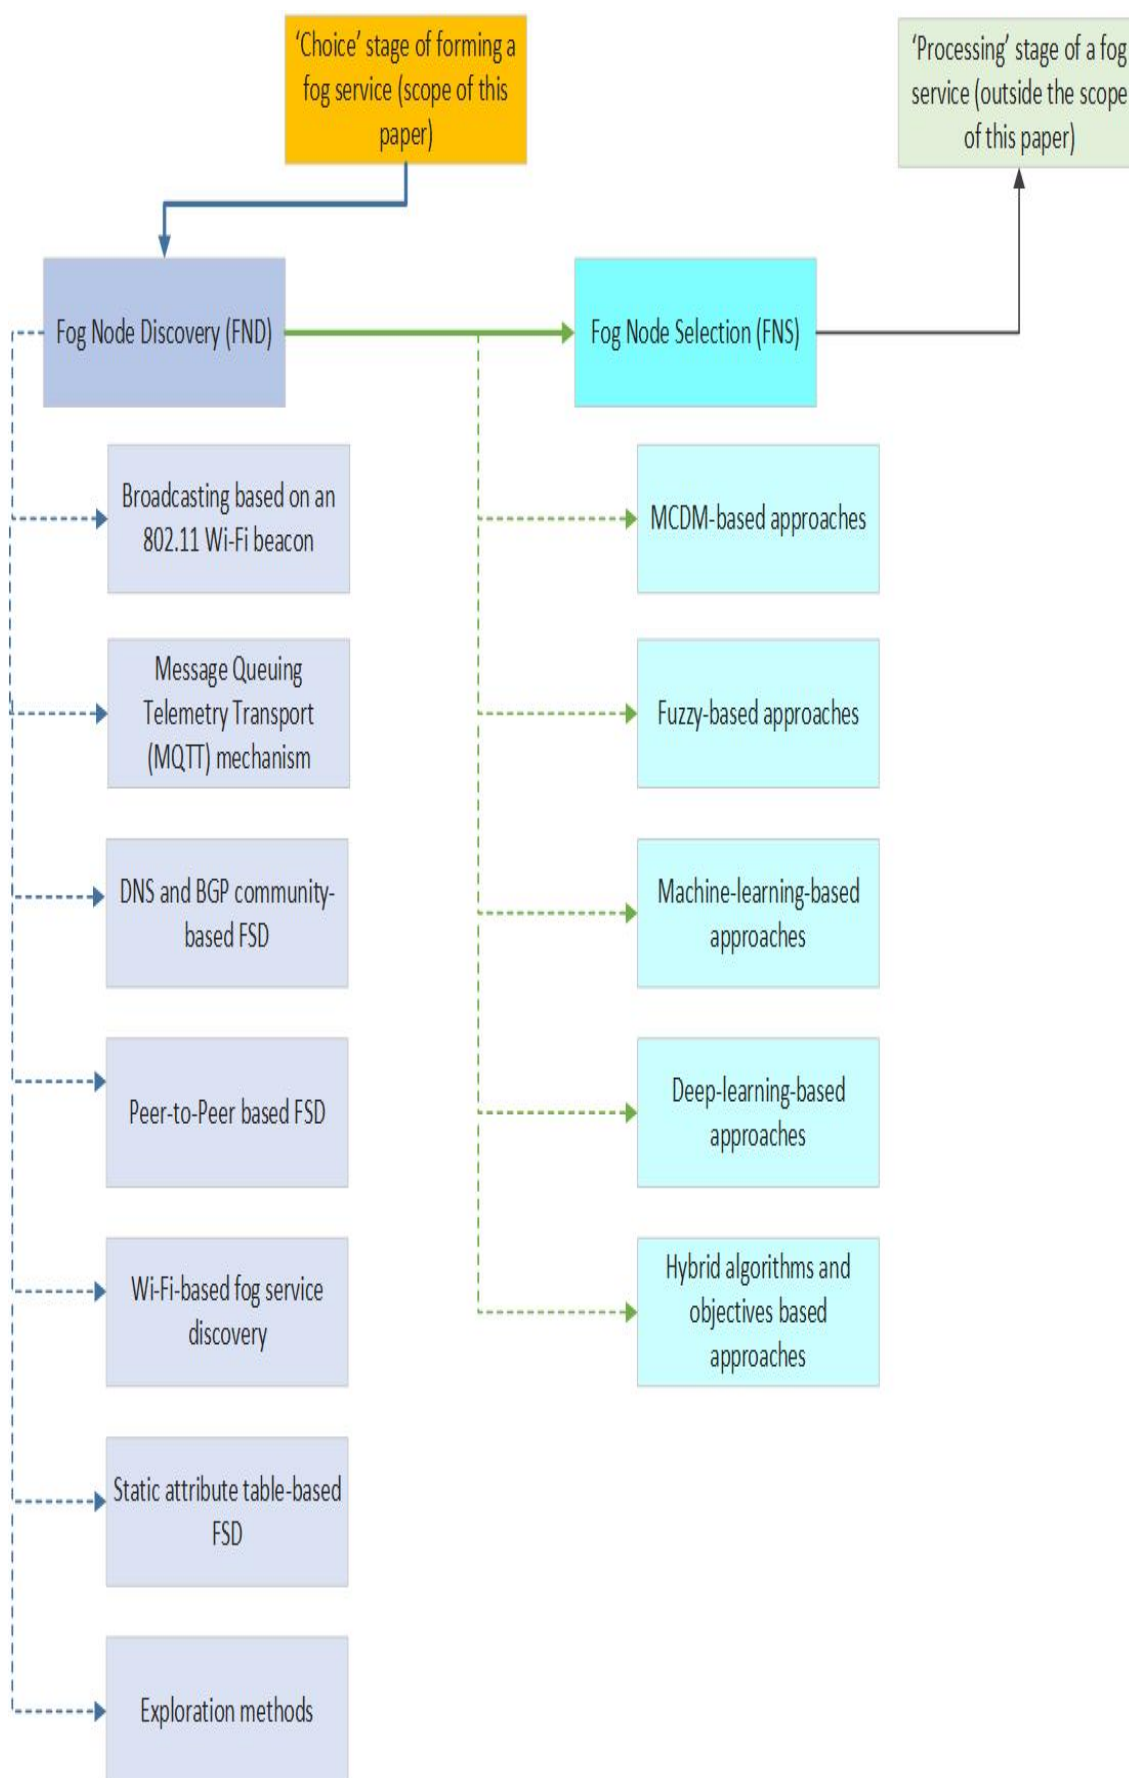 ‘Choice’ stage of forming a
fog service (scope of this
paper)
‘Processing’ stage of a fog
service (outside the scope
of this paper)
Fog Node Discovery (FND)
Fog Node Selection (FNS)
Broadcasting based on an
802.11 Wi-Fi beacon
Message Queuing
Telemetry Transport
(MQTT) mechanism
DNS and BGP community-
based FSD
Peer-to-Peer based FSD
Wi-Fi-based fog service
discovery
Static attribute table-based
FSD
Exploration methods
MCDM-based approaches
Fuzzy-based approaches
Machine-learning-based
approaches
Deep-learning-based
approaches
Hybrid algorithms and
objectives based
approaches